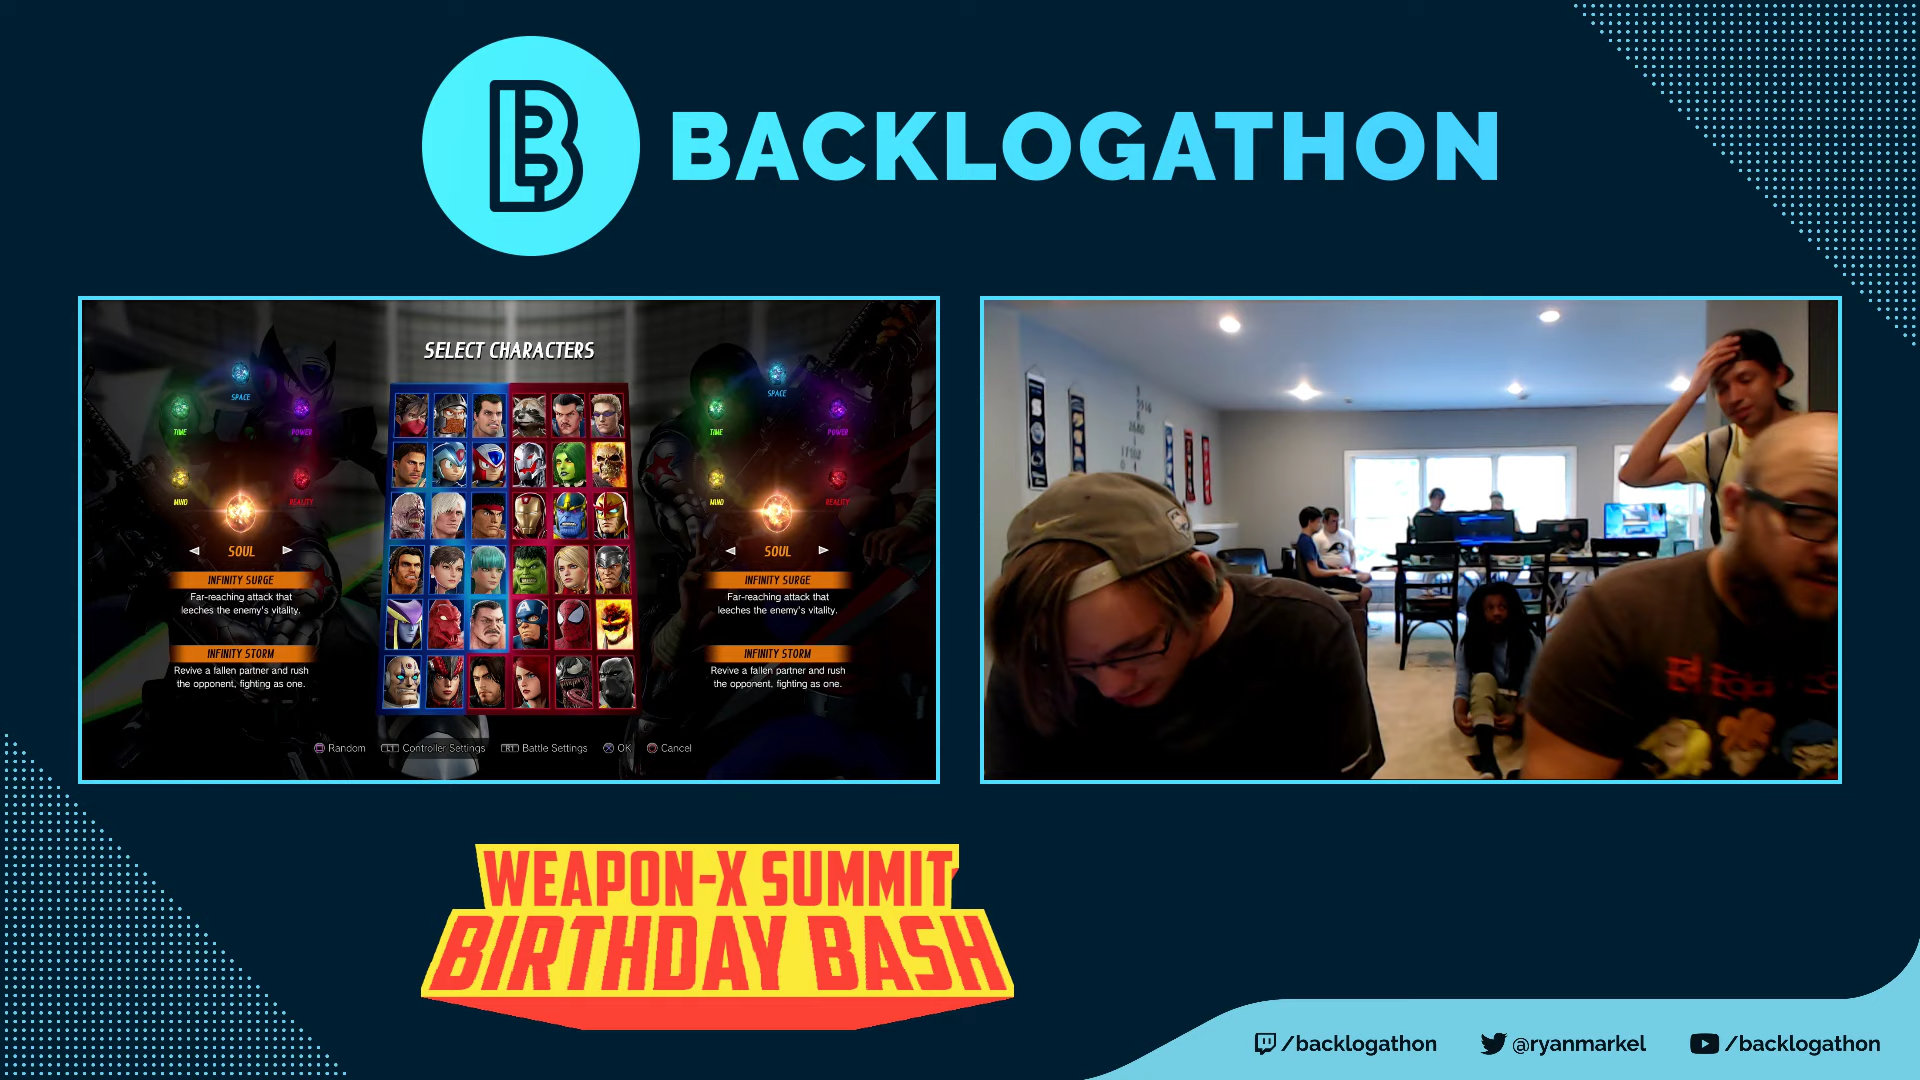 BACKLOGATHON
SELECT CHARACTERS
SPACE
TIME
POWER
MIND
REALITY
SOUL
INFINITY SURGE
Far-reaching attack that
leeches the enemy's vitality.
INFINITY STORM
Revive a fallen partner and rush
the opponent, fighting as one.
SPACE
TIME
POWER
MIND
REALITY
SOUL
INFINITY SURGE
Far-reaching attack that
leeches the enemy's vitality.
INFINITY STORM
Revive a fallen partner and rush
the opponent, fighting as one.
Random L1 Controller Settings R1 Battle Settings OK Cancel
WEAPON-X SUMMIT
BIRTHDAY BASH
/backlogathon @ryanmarkel /backlogathon